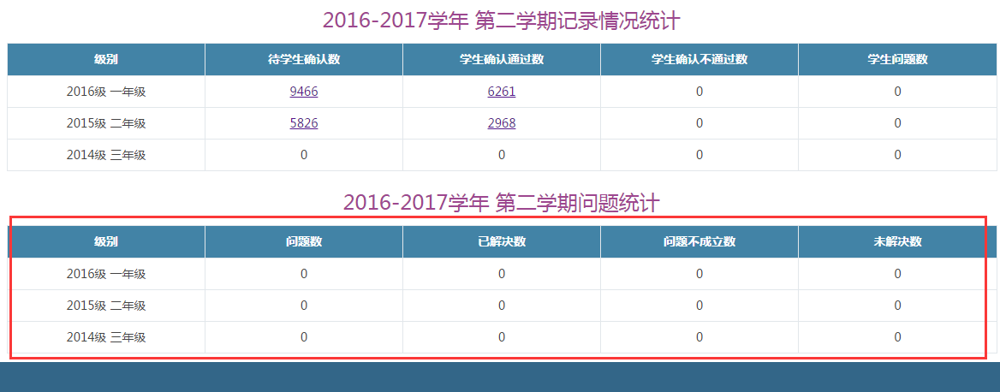 2016-2017学年 第二学期记录情况统计
级别 待学生确认数 学生确认通过数 学生确认不通过数 学生问题数
2016级 一年级 9466 6261 0 0
2015级 二年级 5826 2968 0 0
2014级 三年级 0 0 0 0
2016-2017学年 第二学期问题统计
级别 问题数 已解决数 问题不成立数 未解决数
2016级 一年级 0 0 0 0
2015级 二年级 0 0 0 0
2014级 三年级 0 0 0 0